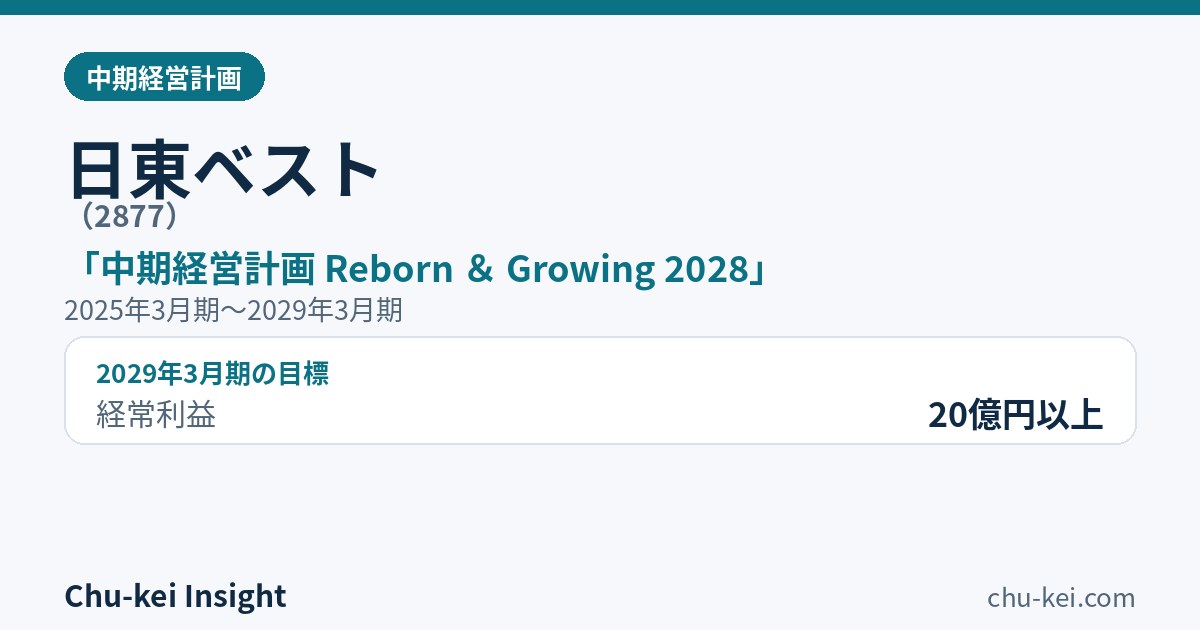 中期経営計画
日東ベスト
（2877）
「中期経営計画 Reborn ＆ Growing 2028」
2025年3月期～2029年3月期
2029年3月期の目標
経常利益 20億円以上
Chu-kei Insight chu-kei.com